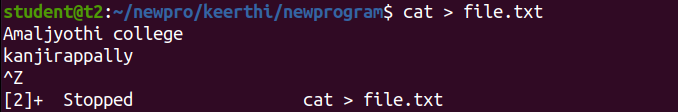 student@t2:~/newpro/keerthi/newprogram$ cat > file.txt
Amaljyothi college
kanjirappally
^Z
[2]+  Stopped                 cat > file.txt